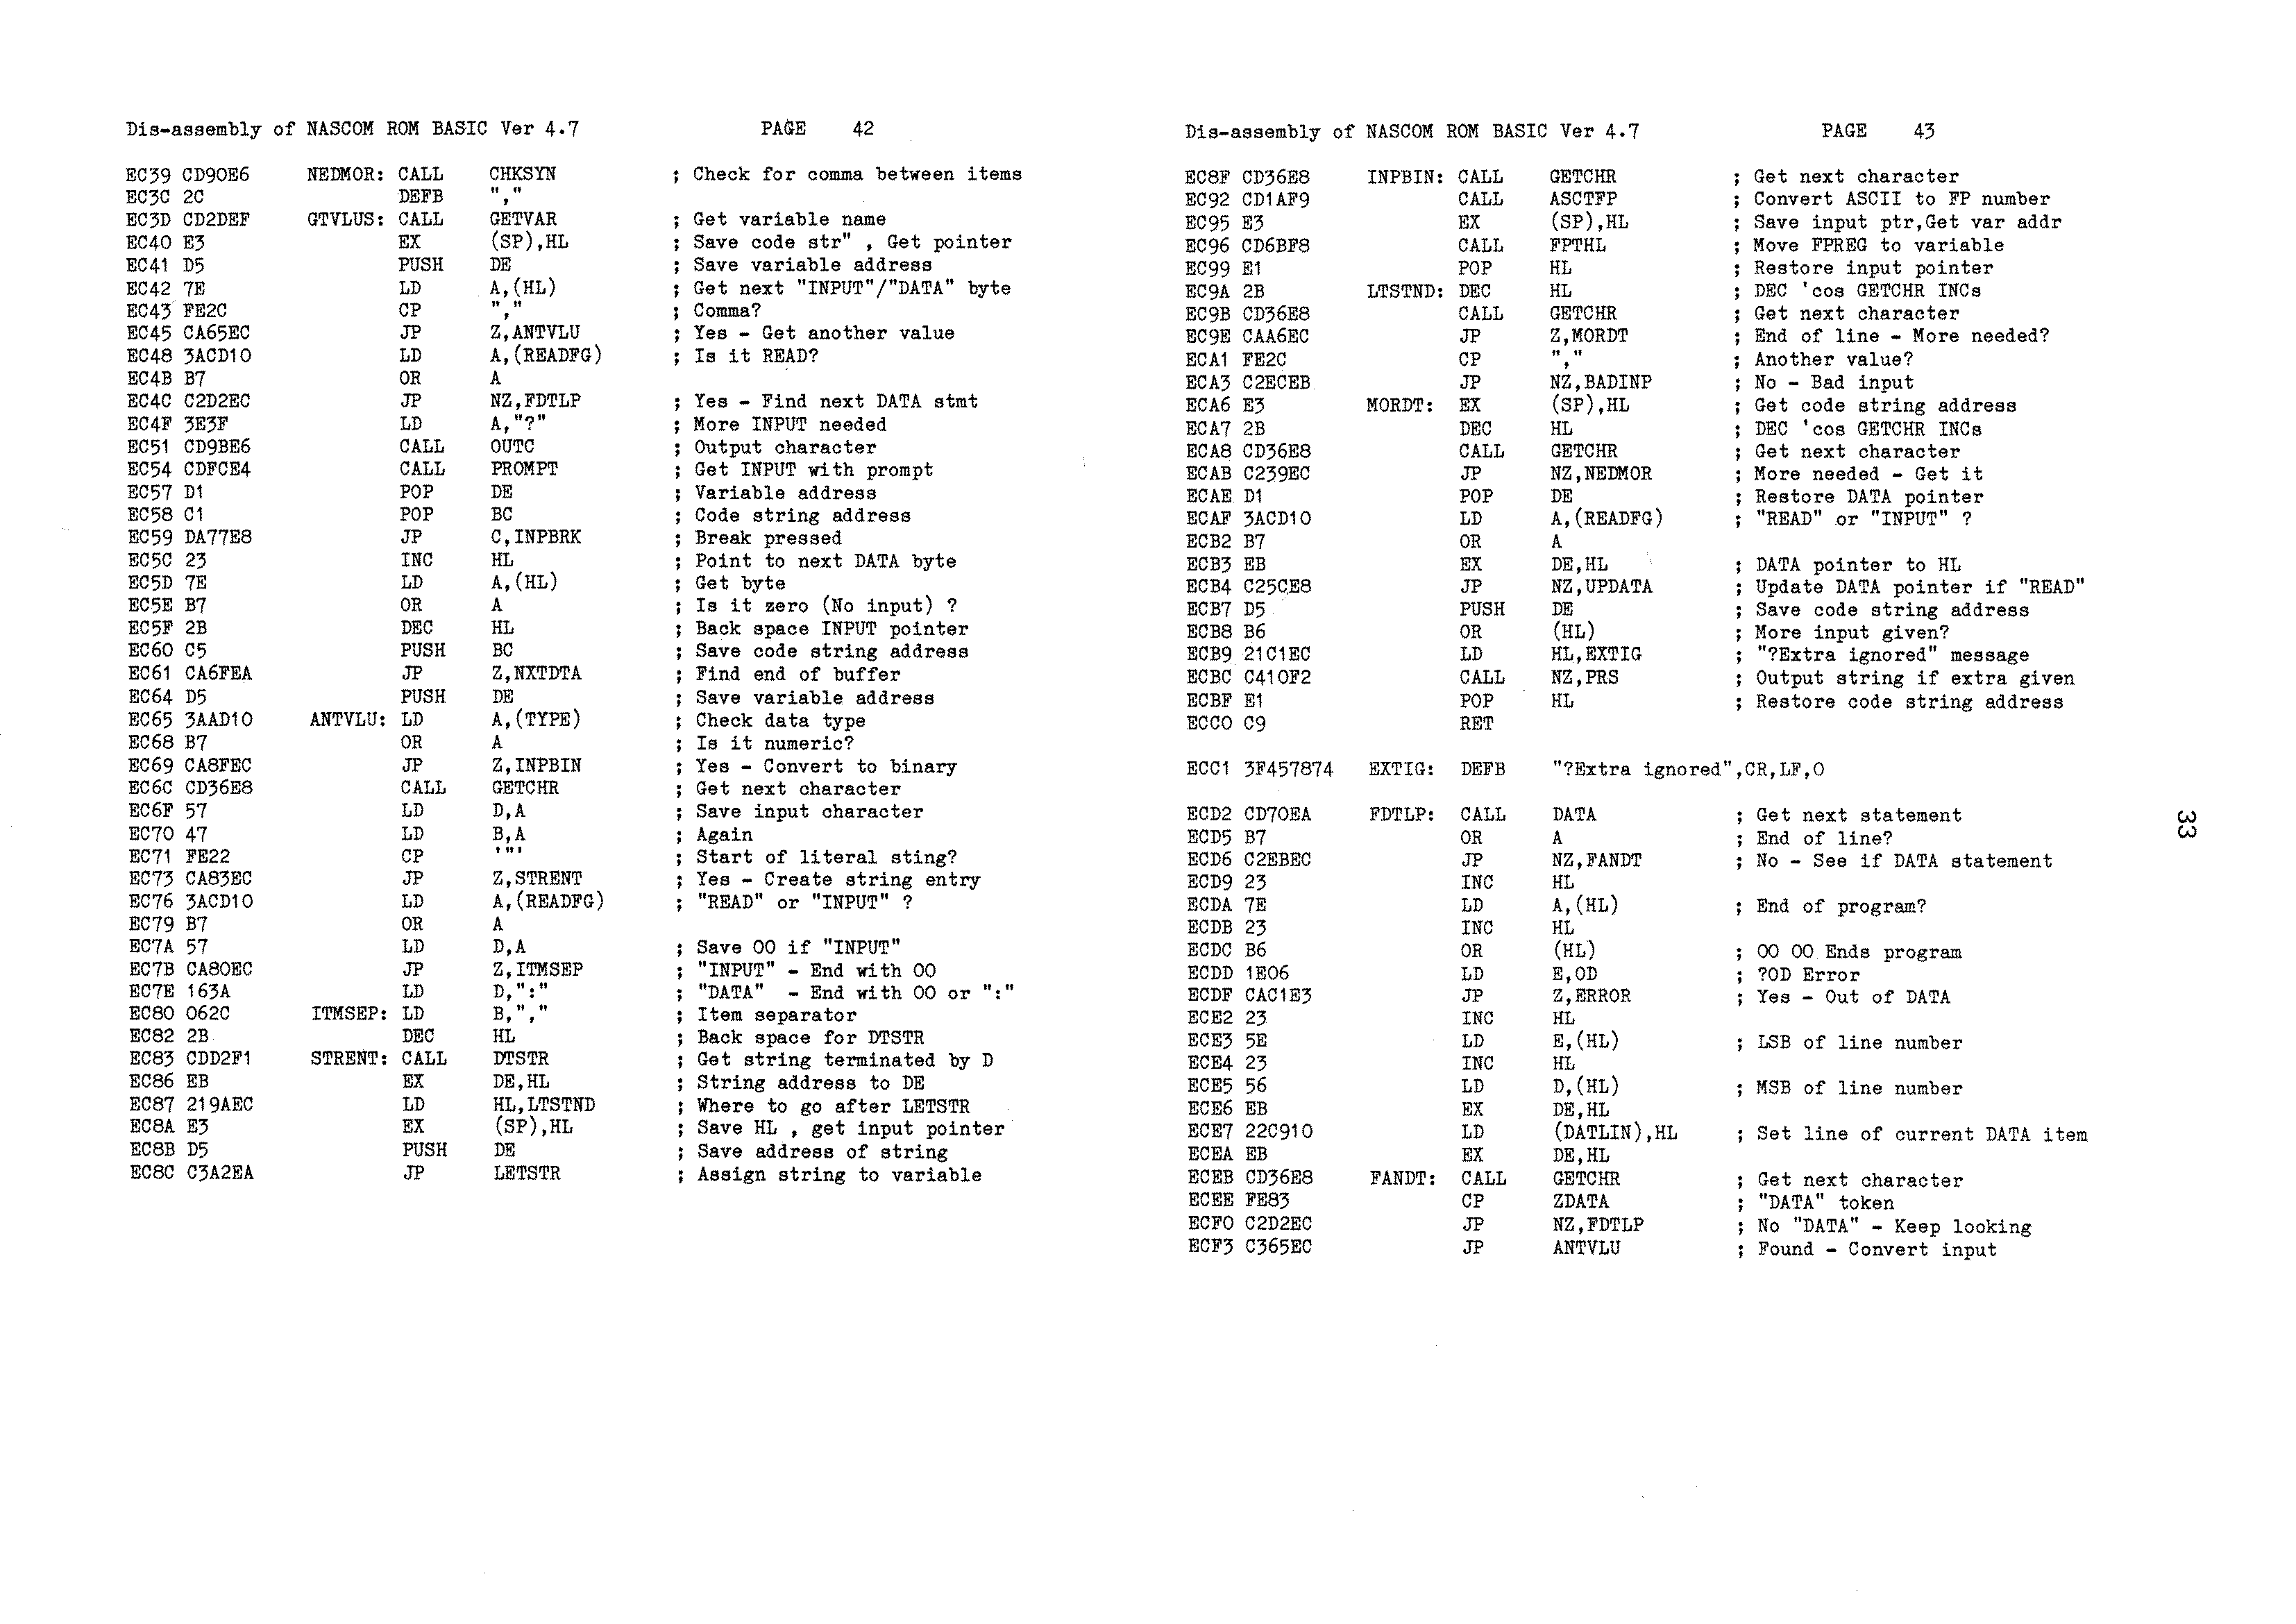 Dis-assembly of NASCOM ROM BASIC Ver 4.7 PAGE 42
EC39 CD90E6 NEDMOR: CALL CHKSYN ; Check for comma between items
EC3C 2C DEFB ","
EC3D CD2DEF GTVLUS: CALL GETVAR ; Get variable name
EC40 E3 EX (SP),HL ; Save code str" , Get pointer
EC41 D5 PUSH DE ; Save variable address
EC42 7E LD A,(HL) ; Get next "INPUT"/"DATA" byte
EC43 FE2C CP "," ; Comma?
EC45 CA65EC JP Z,ANTVLU ; Yes - Get another value
EC48 3ACD10 LD A,(READFG) ; Is it READ?
EC4B B7 OR A
EC4C C2D2EC JP NZ,FDTLP ; Yes - Find next DATA stmt
EC4F 3E3F LD A,"?" ; More INPUT needed
EC51 CD9BE6 CALL OUTC ; Output character
EC54 CDFCE4 CALL PROMPT ; Get INPUT with prompt
EC57 D1 POP DE ; Variable address
EC58 C1 POP BC ; Code string address
EC59 DA77E8 JP C,INPBRK ; Break pressed
EC5C 23 INC HL ; Point to next DATA byte
EC5D 7E LD A,(HL) ; Get byte
EC5E B7 OR A ; Is it zero (No input) ?
EC5F 2B DEC HL ; Back space INPUT pointer
EC60 C5 PUSH BC ; Save code string address
EC61 CA6FEA JP Z,NXTDTA ; Find end of buffer
EC64 D5 PUSH DE ; Save variable address
EC65 3AAD10 ANTVLU: LD A,(TYPE) ; Check data type
EC68 B7 OR A ; Is it numeric?
EC69 CA8FEC JP Z,INPBIN ; Yes - Convert to binary
EC6C CD36E8 CALL GETCHR ; Get next character
EC6F 57 LD D,A ; Save input character
EC70 47 LD B,A ; Again
EC71 FE22 CP '"' ; Start of literal sting?
EC73 CA83EC JP Z,STRENT ; Yes - Create string entry
EC76 3ACD10 LD A,(READFG) ; "READ" or "INPUT" ?
EC79 B7 OR A
EC7A 57 LD D,A ; Save 00 if "INPUT"
EC7B CA80EC JP Z,ITMSEP ; "INPUT" - End with 00
EC7E 163A LD D,":" ; "DATA" - End with 00 or ":"
EC80 062C ITMSEP: LD B,"," ; Item separator
EC82 2B DEC HL ; Back space for DTSTR
EC83 CDD2F1 STRENT: CALL DTSTR ; Get string terminated by D
EC86 EB EX DE,HL ; String address to DE
EC87 219AEC LD HL,LTSTND ; Where to go after LETSTR
EC8A E3 EX (SP),HL ; Save HL , get input pointer
EC8B D5 PUSH DE ; Save address of string
EC8C C3A2EA JP LETSTR ; Assign string to variable
Dis-assembly of NASCOM ROM BASIC Ver 4.7 PAGE 43
EC8F CD36E8 INPBIN: CALL GETCHR ; Get next character
EC92 CD1AF9 CALL ASCTFP ; Convert ASCII to FP number
EC95 E3 EX (SP),HL ; Save input ptr,Get var addr
EC96 CD6BF8 CALL FPTHL ; Move FPREG to variable
EC99 E1 POP HL ; Restore input pointer
EC9A 2B LTSTND: DEC HL ; DEC 'cos GETCHR INCs
EC9B CD36E8 CALL GETCHR ; Get next character
EC9E CAA6EC JP Z,MORDT ; End of line - More needed?
ECA1 FE2C CP "," ; Another value?
ECA3 C2ECEB JP NZ,BADINP ; No - Bad input
ECA6 E3 MORDT: EX (SP),HL ; Get code string address
ECA7 2B DEC HL ; DEC 'cos GETCHR INCs
ECA8 CD36E8 CALL GETCHR ; Get next character
ECAB C239EC JP NZ,NEDMOR ; More needed - Get it
ECAE D1 POP DE ; Restore DATA pointer
ECAF 3ACD10 LD A,(READFG) ; "READ" or "INPUT" ?
ECB2 B7 OR A
ECB3 EB EX DE,HL ; DATA pointer to HL
ECB4 C25CE8 JP NZ,UPDATA ; Update DATA pointer if "READ"
ECB7 D5 PUSH DE ; Save code string address
ECB8 B6 OR (HL) ; More input given?
ECB9 21C1EC LD HL,EXTIG ; "?Extra ignored" message
ECBC C410F2 CALL NZ,PRS ; Output string if extra given
ECBF E1 POP HL ; Restore code string address
ECC0 C9 RET
ECC1 3F457874 EXTIG: DEFB "?Extra ignored",CR,LF,0
ECD2 CD70EA FDTLP: CALL DATA ; Get next statement
ECD5 B7 OR A ; End of line?
ECD6 C2EBEC JP NZ,FANDT ; No - See if DATA statement
ECD9 23 INC HL
ECDA 7E LD A,(HL) ; End of program?
ECDB 23 INC HL
ECDC B6 OR (HL) ; 00 00 Ends program
ECDD 1E06 LD E,OD ; ?OD Error
ECDF CAC1E3 JP Z,ERROR ; Yes - Out of DATA
ECE2 23 INC HL
ECE3 5E LD E,(HL) ; LSB of line number
ECE4 23 INC HL
ECE5 56 LD D,(HL) ; MSB of line number
ECE6 EB EX DE,HL
ECE7 22C910 LD (DATLIN),HL ; Set line of current DATA item
ECEA EB EX DE,HL
ECEB CD36E8 FANDT: CALL GETCHR ; Get next character
ECEE FE83 CP ZDATA ; "DATA" token
ECF0 C2D2EC JP NZ,FDTLP ; No "DATA" - Keep looking
ECF3 C365EC JP ANTVLU ; Found - Convert input
33